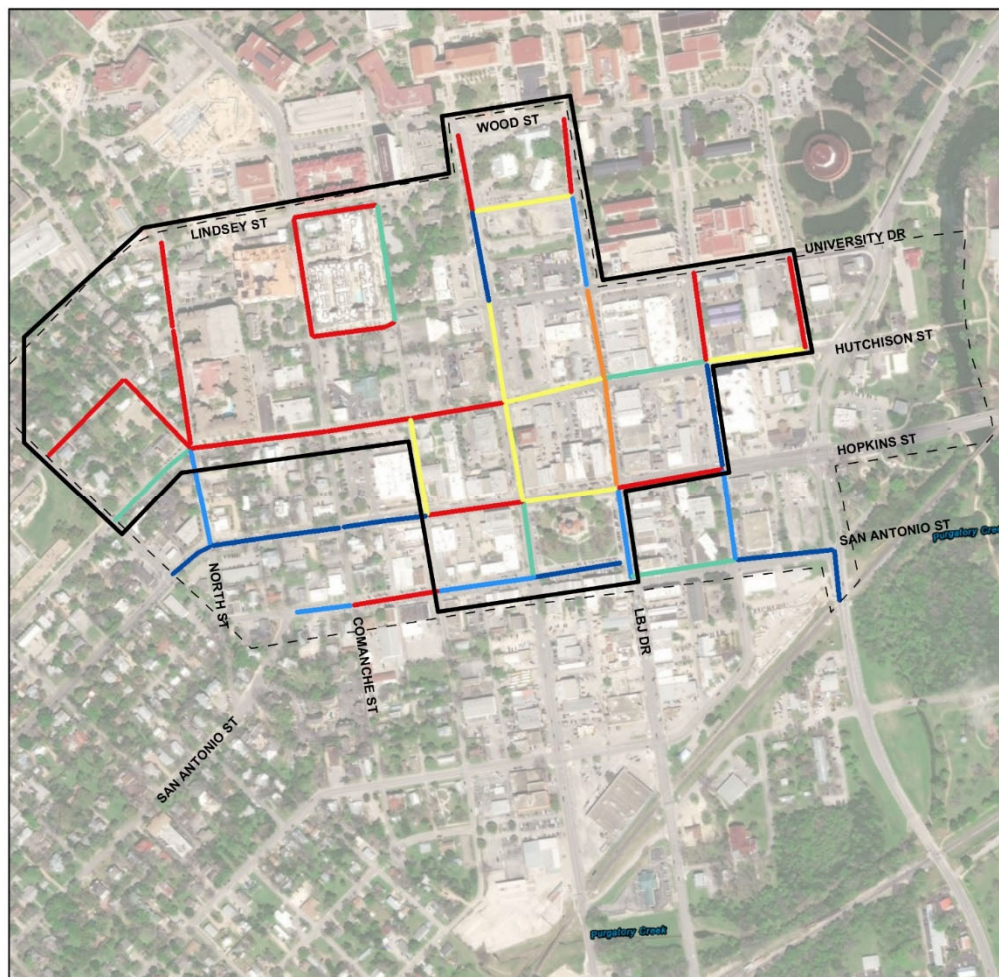 WOOD ST
LINDSEY ST
UNIVERSITY DR
HUTCHISON ST
HOPKINS ST
SAN ANTONIO ST
Purgatory Creek
NORTH ST
LBJ DR
COMANCHE ST
SAN ANTONIO ST
Purgatory Creek